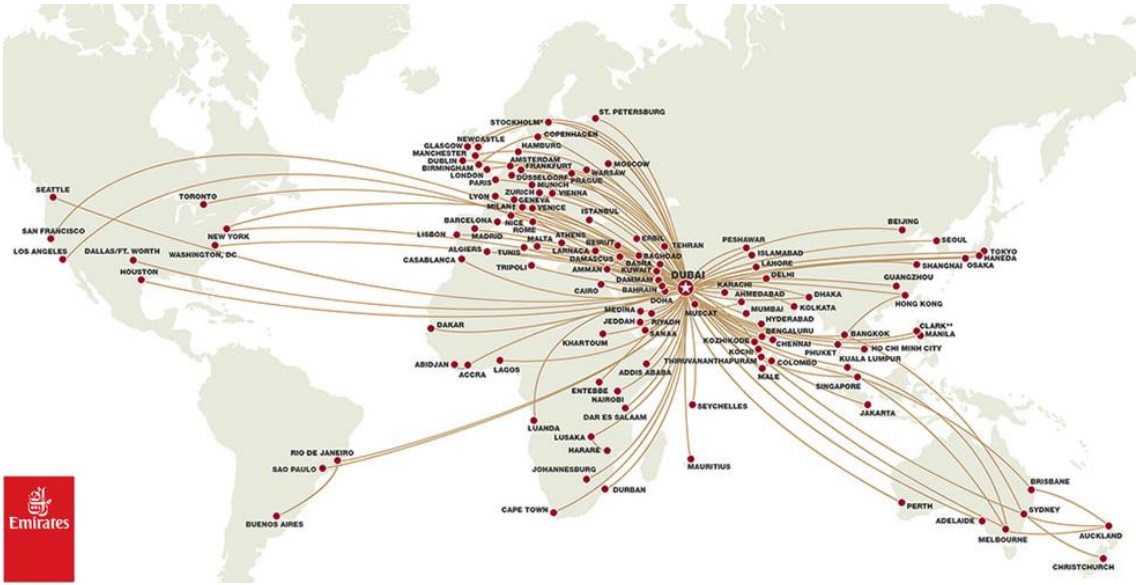 ST. PETERSBURG
STOCKHOLM*
COPENHAGEN
NEWCASTLE
GLASGOW
HAMBURG
MANCHESTER
DUBLIN
AMSTERDAM
MOSCOW
BIRMINGHAM
FRANKFURT
WARSAW
LONDON
DÜSSELDORF
PRAGUE
PARIS
MUNICH
SEATTLE
ZURICH
VIENNA
LYON
GENEVA
TORONTO
MILAN†
VENICE
ISTANBUL
BARCELONA
NICE
BEIJING
SAN FRANCISCO
NEW YORK
LISBON
MADRID
ROME
ATHENS
BEIRUT
ERBIL
TEHRAN
PESHAWAR
SEOUL
MALTA
LOS ANGELES
DALLAS/FT. WORTH
WASHINGTON, DC
ALGIERS
TUNIS
LARNACA
BAGHDAD
ISLAMABAD
TOKYO
CASABLANCA
DAMASCUS
BASRA
HANEDA
LAHORE
SHANGHAI
OSAKA
HOUSTON
TRIPOLI
AMMAN
KUWAIT
DUBAI
DELHI
GUANGZHOU
DAMMAM
KARACHI
CAIRO
BAHRAIN
AHMEDABAD
DHAKA
DOHA
HONG KONG
MEDINA
MUSCAT
MUMBAI
KOLKATA
JEDDAH
RIYADH
HYDERABAD
DAKAR
SANAA
BENGALURU
BANGKOK
CLARK**
MANILA
KHARTOUM
KOZHIKODE
CHENNAI
HO CHI MINH CITY
KOCHI
PHUKET
ABIDJAN
ACCRA
LAGOS
THIRUVANANTHAPURAM
COLOMBO
KUALA LUMPUR
ADDIS ABABA
MALE
SINGAPORE
ENTEBBE
NAIROBI
SEYCHELLES
JAKARTA
DAR ES SALAAM
LUANDA
LUSAKA
RIO DE JANEIRO
HARARE
SAO PAULO
MAURITIUS
JOHANNESBURG
BRISBANE
DURBAN
PERTH
CAPE TOWN
SYDNEY
ADELAIDE
Emirates
BUENOS AIRES
MELBOURNE
AUCKLAND
CHRISTCHURCH